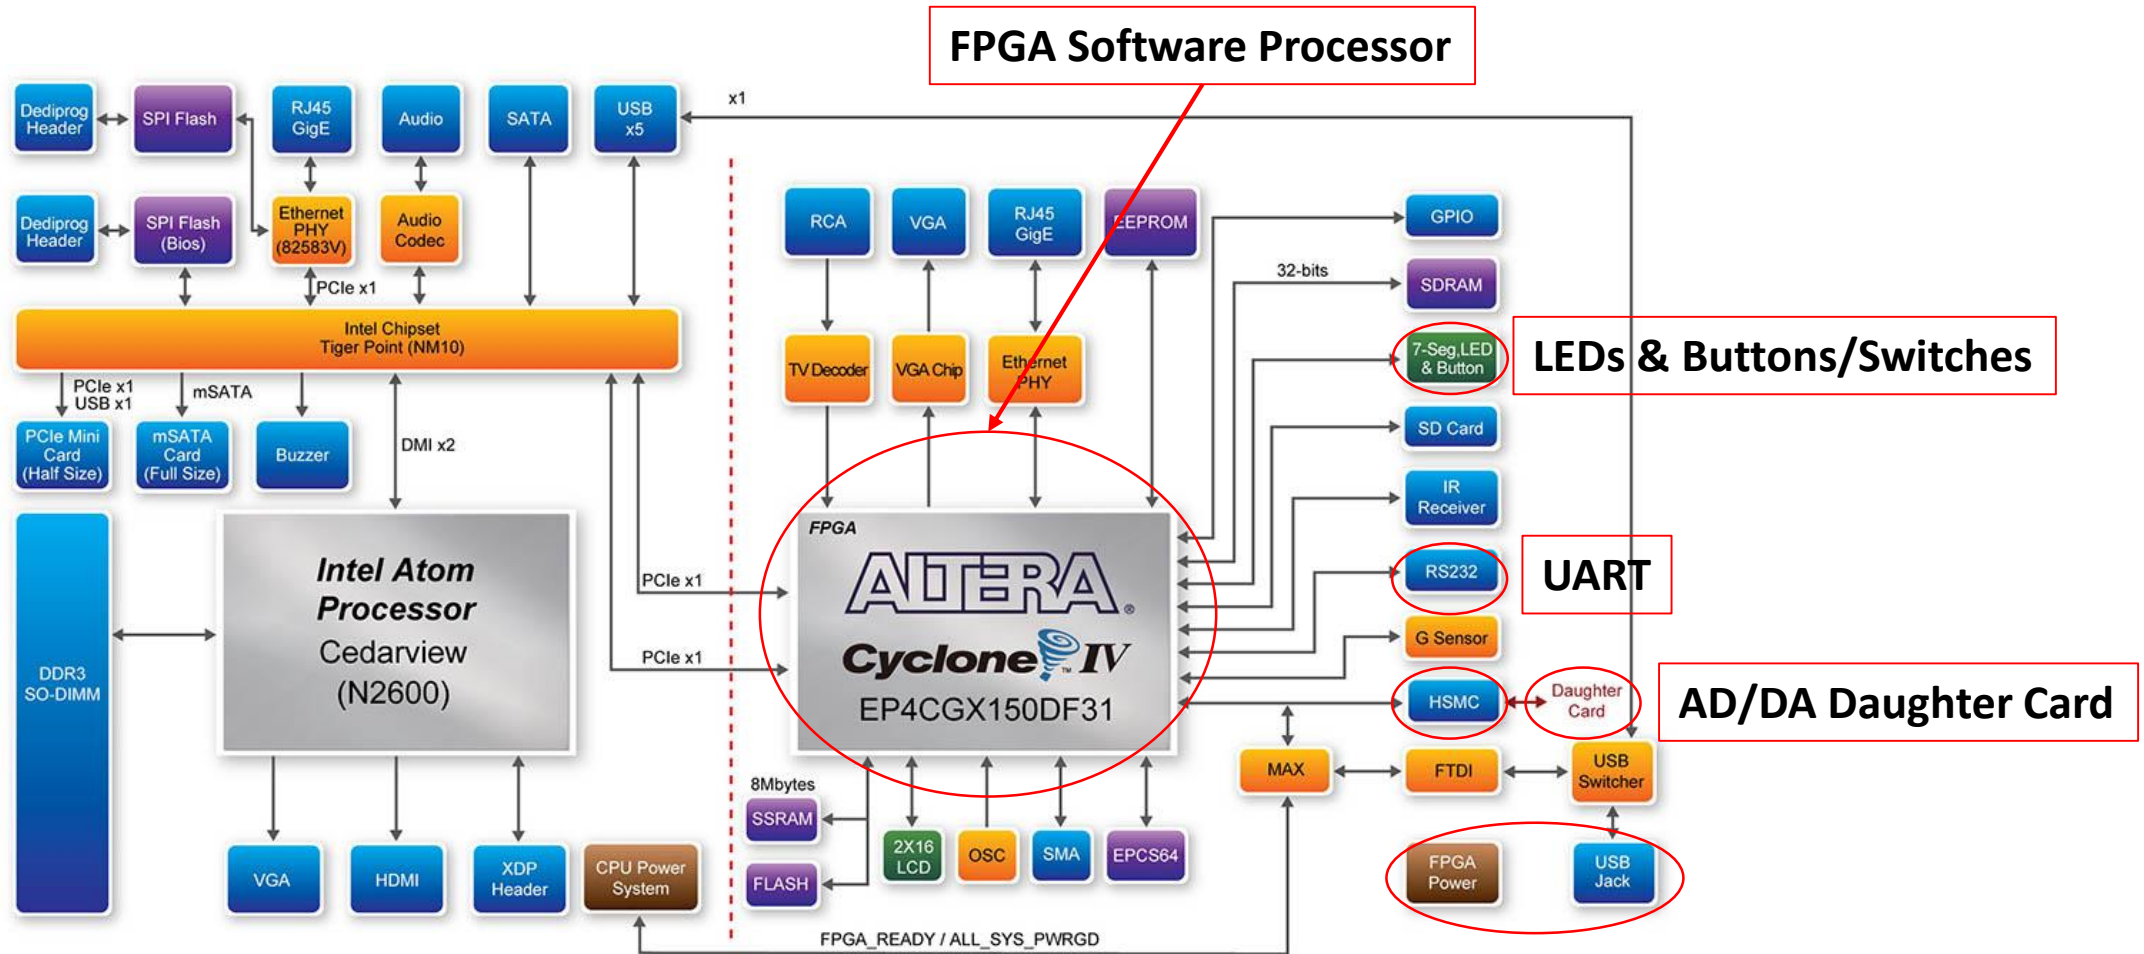 FPGA Software Processor
Dediprog
Header
SPI Flash
RJ45
GigE
Audio
SATA
USB
x5
x1
Dediprog
Header
SPI Flash
(Bios)
Ethernet
PHY
(82583V)
Audio
Codec
RCA
VGA
RJ45
GigE
EEPROM
GPIO
PCIe x1
32-bits
SDRAM
Intel Chipset
Tiger Point (NM10)
TV Decoder
VGA Chip
Ethernet
PHY
7-Seg,LED
& Button
LEDs & Buttons/Switches
PCIe x1
USB x1
mSATA
PCIe Mini
Card
(Half Size)
mSATA
Card
(Full Size)
Buzzer
DMI x2
SD Card
IR
Receiver
FPGA
ALTERA®
Cyclone™ IV
EP4CGX150DF31
Intel Atom
Processor
Cedarview
(N2600)
PCIe x1
PCIe x1
RS232
UART
G Sensor
DDR3
SO-DIMM
HSMC
Daughter
Card
AD/DA Daughter Card
MAX
FTDI
USB
Switcher
8Mbytes
SSRAM
FLASH
2X16
LCD
OSC
SMA
EPCS64
FPGA
Power
USB
Jack
VGA
HDMI
XDP
Header
CPU Power
System
FPGA_READY / ALL_SYS_PWRGD